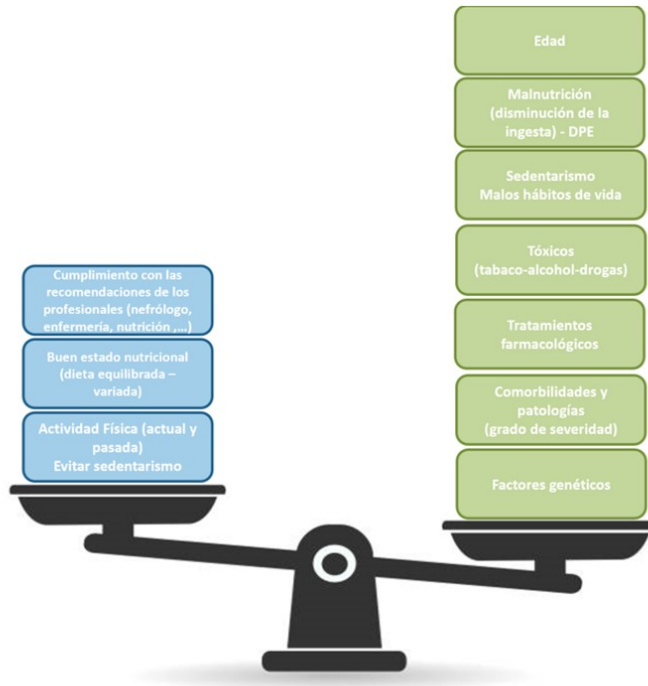 Cumplimiento con las
recomendaciones de los
profesionales (nefrólogo,
enfermería, nutrición ,...)
Buen estado nutricional
(dieta equilibrada –
variada)
Actividad Física (actual y
pasada)
Evitar sedentarismo
Edad
Malnutrición
(disminución de la
ingesta) - DPE
Sedentarismo
Malos hábitos de vida
Tóxicos
(tabaco-alcohol-drogas)
Tratamientos
farmacológicos
Comorbilidades y
patologías
(grado de severidad)
Factores genéticos